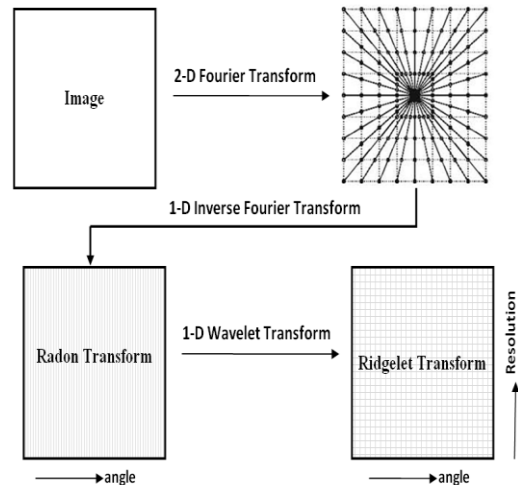 Image
2-D Fourier Transform
1-D Inverse Fourier Transform
Radon Transform
1-D Wavelet Transform
Ridgelet Transform
Resolution
angle
angle